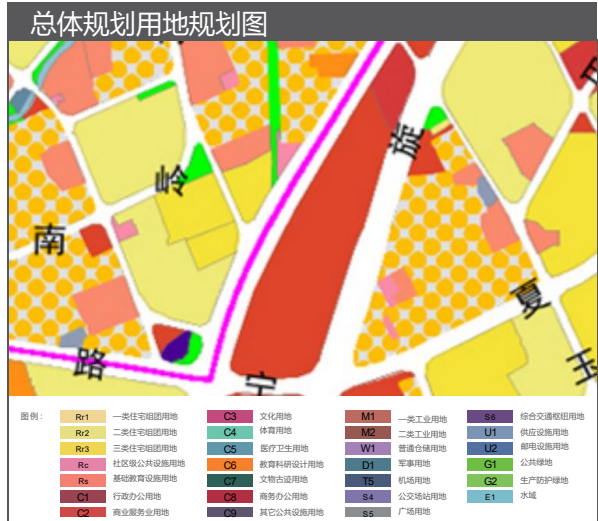 总体规划用地规划图
旋
岭
南
夏
路
宁
玉
图例：
Rr1 一类住宅组团用地
Rr2 二类住宅组团用地
Rr3 三类住宅组团用地
Rc 社区级公共设施用地
Rs 基础教育设施用地
C1 行政办公用地
C2 商业服务业用地
C3 文化用地
C4 体育用地
C5 医疗卫生用地
C6 教育科研设计用地
C7 文物古迹用地
C8 商务办公用地
C9 其它公共设施用地
M1 一类工业用地
M2 二类工业用地
W1 普通仓储用地
D1 军事用地
T5 机场用地
S4 公交场站用地
S5 广场用地
S6 综合交通枢纽用地
U1 供应设施用地
U2 邮电设施用地
G1 公共绿地
G2 生产防护绿地
E1 水域